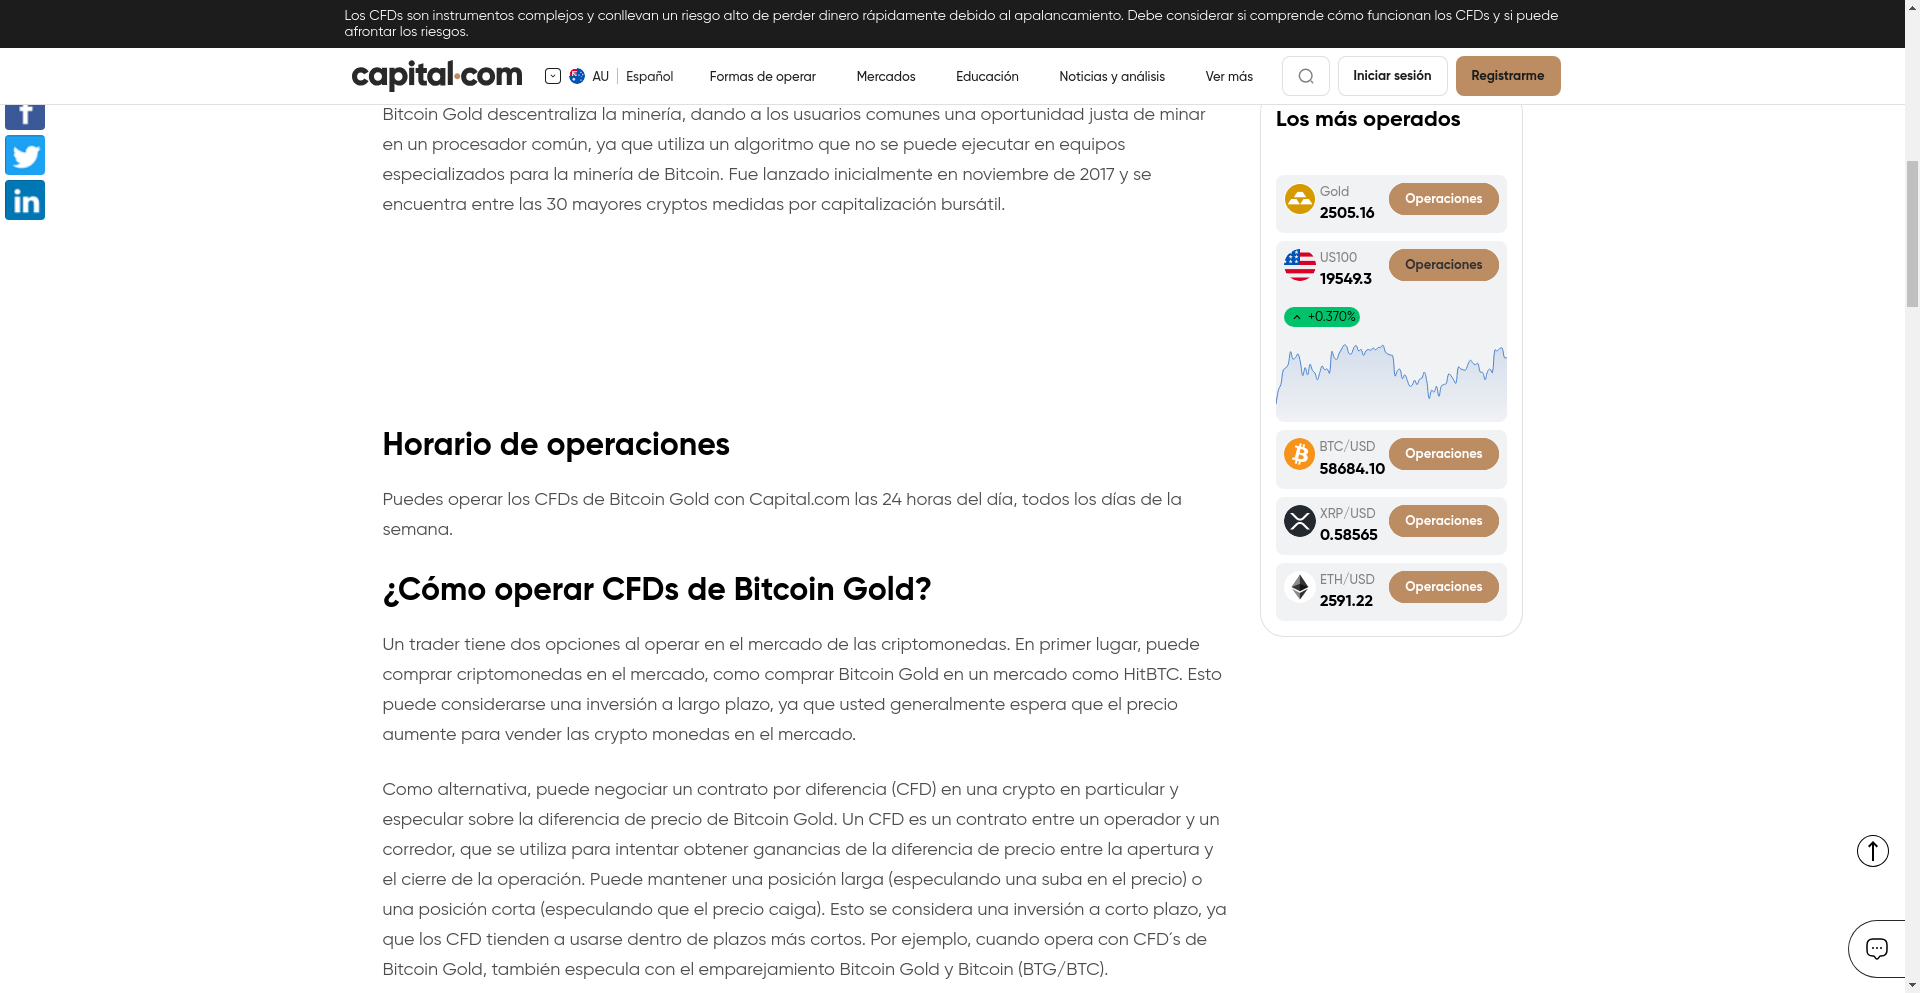 Los CFDs son instrumentos complejos y conllevan un riesgo alto de perder dinero rápidamente debido al apalancamiento. Debe considerar si comprende cómo funcionan los CFDs y si puede
afrontar los riesgos.
capital.com
AU
Español
Formas de operar
Mercados
Educación
Noticias y análisis
Ver más
Iniciar sesión
Registrarme
f
in
Bitcoin Gold descentraliza la minería, dando a los usuarios comunes una oportunidad justa de minar
en un procesador común, ya que utiliza un algoritmo que no se puede ejecutar en equipos
especializados para la minería de Bitcoin. Fue lanzado inicialmente en noviembre de 2017 y se
encuentra entre las 30 mayores cryptos medidas por capitalización bursátil.
Horario de operaciones
Puedes operar los CFDs de Bitcoin Gold con Capital.com las 24 horas del día, todos los días de la
semana.
¿Cómo operar CFDs de Bitcoin Gold?
Un trader tiene dos opciones al operar en el mercado de las criptomonedas. En primer lugar, puede
comprar criptomonedas en el mercado, como comprar Bitcoin Gold en un mercado como HitBTC. Esto
puede considerarse una inversión a largo plazo, ya que usted generalmente espera que el precio
aumente para vender las crypto monedas en el mercado.
Como alternativa, puede negociar un contrato por diferencia (CFD) en una crypto en particular y
especular sobre la diferencia de precio de Bitcoin Gold. Un CFD es un contrato entre un operador y un
corredor, que se utiliza para intentar obtener ganancias de la diferencia de precio entre la apertura y
el cierre de la operación. Puede mantener una posición larga (especulando una suba en el precio) o
una posición corta (especulando que el precio caiga). Esto se considera una inversión a corto plazo, ya
que los CFD tienden a usarse dentro de plazos más cortos. Por ejemplo, cuando opera con CFD´s de
Bitcoin Gold, también especula con el emparejamiento Bitcoin Gold y Bitcoin (BTG/BTC).
Los más operados
Gold
2505.16
Operaciones
US100
19549.3
Operaciones
+0.370%
BTC/USD
58684.10
Operaciones
XRP/USD
0.58565
Operaciones
ETH/USD
2591.22
Operaciones